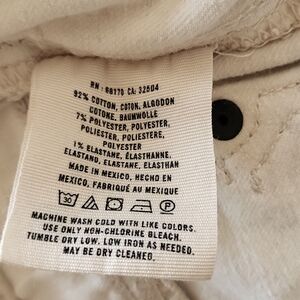 RN: 86179 CA: 32504
92% COTTON, COTON, ALGODON
COTONE, BAUMWOLLE
7% POLYESTER, POLYESTER,
POLIESTER, POLIESTERE,
POLYESTER
1% ELASTANE, ÉLASTHANNE,
ELASTANO, ELASTANE, ELASTHAN
MADE IN MEXICO, HECHO EN
MEXICO, FABRIQUÉ AU MEXIQUE
30 P
MACHINE WASH COLD WITH LIKE COLORS.
USE ONLY NON-CHLORINE BLEACH.
TUMBLE DRY LOW. LOW IRON AS NEEDED.
MAY BE DRY CLEANED.